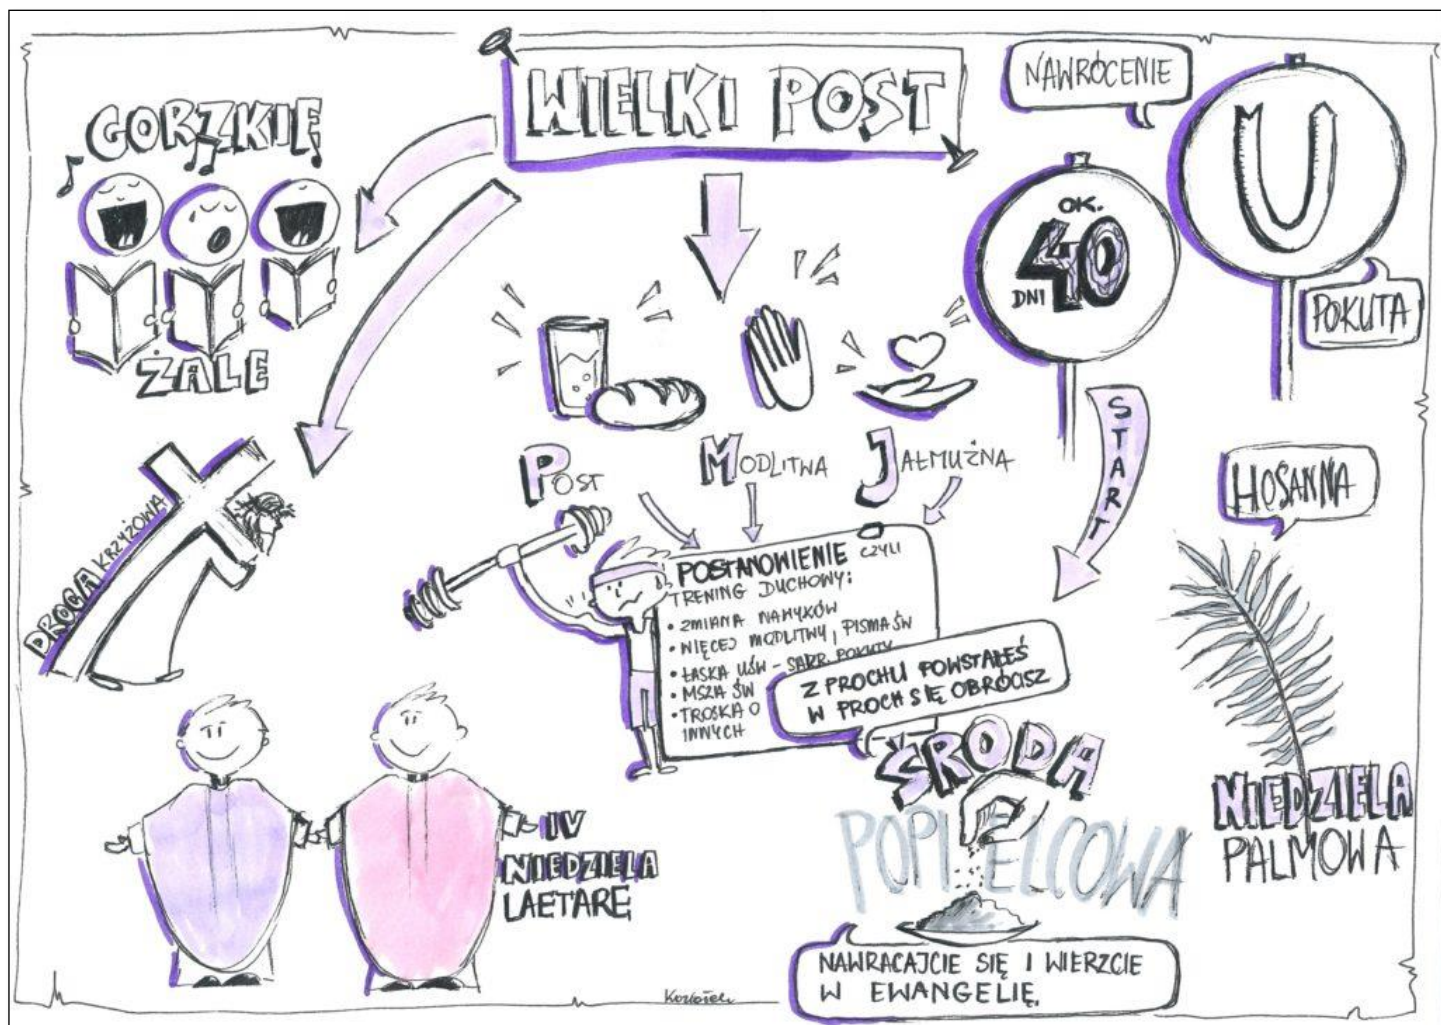 WIELKI POST
GORZKIE
ŻALE
NAWRÓCENIE
U
POKUTA
OK.
40
DNI
START
POST
MODLITWA
JAŁMUŻNA
DROGA KRZYŻOWA
HOSANNA
POSTANOWIENIE CZYLI
TRENING DUCHOWY:
• ZMIANA NAWYKÓW
• WIĘCEJ MODLITWY, PISMA ŚW
• ŁASKA UŚW - SAKR. POKUTY
• MSZA ŚW
• TROSKA O
INNYCH
Z PROCHU POWSTAŁEŚ
W PROCH SIĘ OBRÓCISZ
ŚRODA
POPIELCOWA
NIEDZIELA
PALMOWA
IV
NIEDZIELA
LAETARE
NAWRACAJCIE SIĘ I WIERZCIE
W EWANGELIĘ.